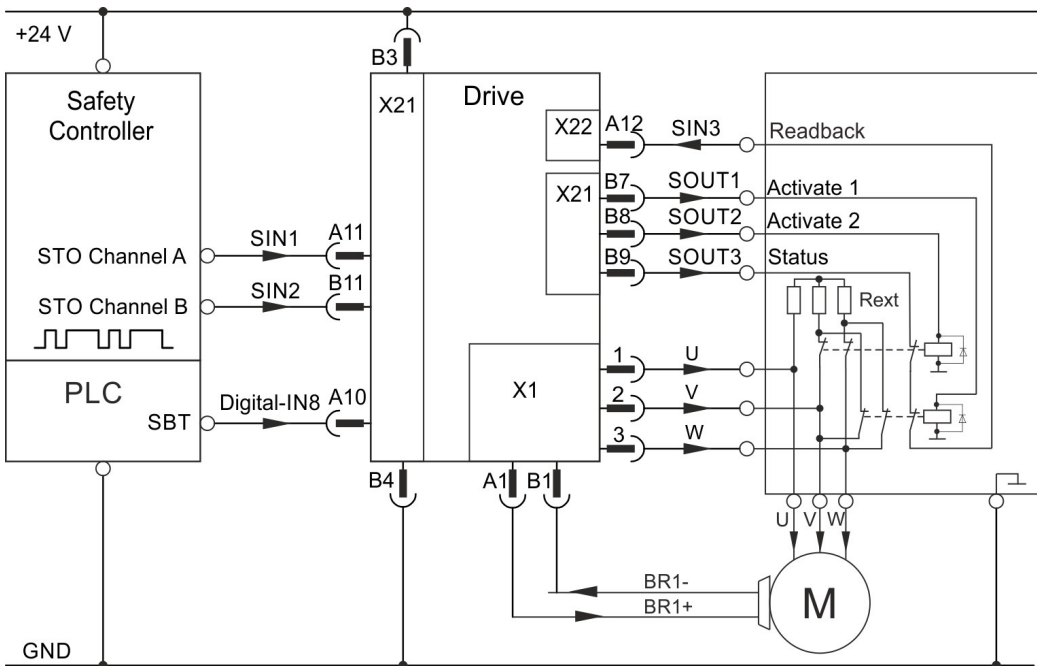 +24 V
B3
Safety
Controller
X21
Drive
X22
A12
SIN3
Readback
B7
SOUT1
Activate 1
X21
B8
SOUT2
Activate 2
STO Channel A
SIN1
A11
B9
SOUT3
Status
STO Channel B
SIN2
B11
Rext
1
U
X1
PLC
2
V
SBT
Digital-IN8
A10
3
W
B4
A1
B1
U
V
W
BR1-
M
BR1+
GND